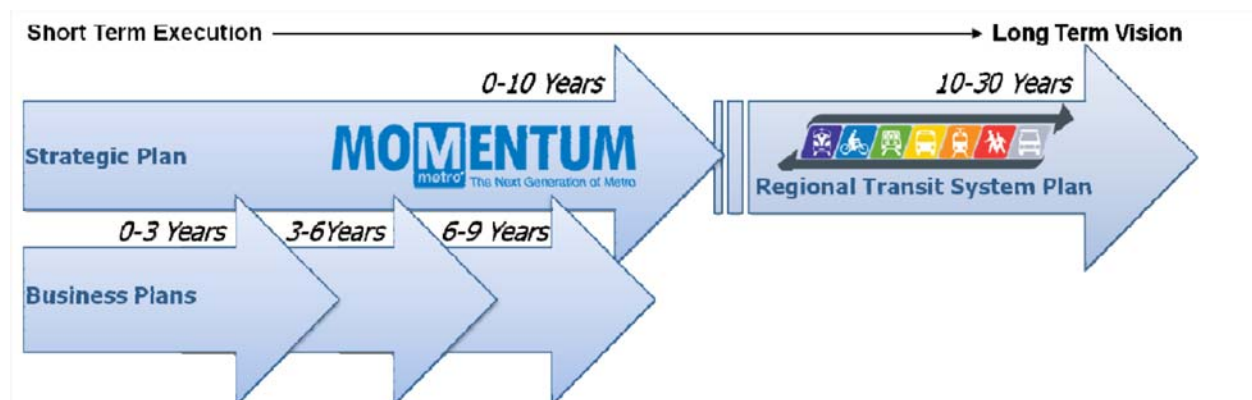 Short Term Execution Long Term Vision
0-10 Years 10-30 Years
Strategic Plan
MOMENTUM
metro The Next Generation of Metro
Regional Transit System Plan
0-3 Years 3-6Years 6-9 Years
Business Plans